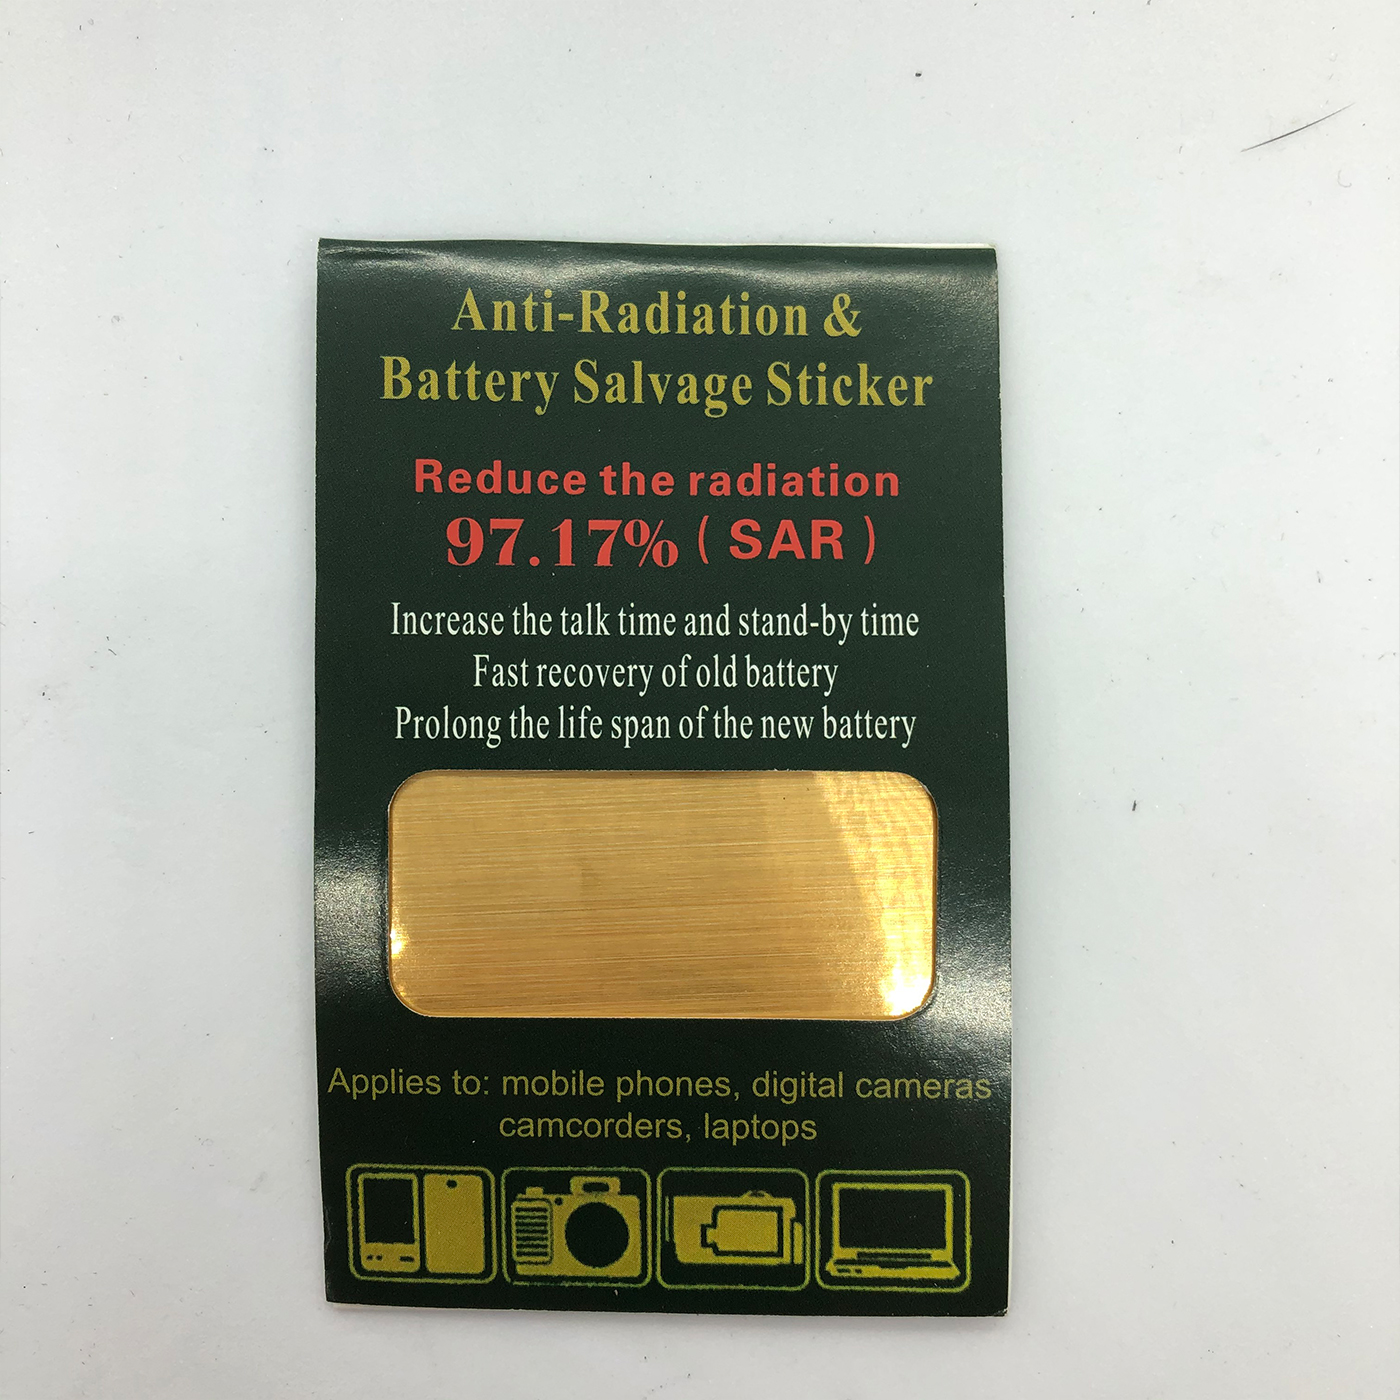 Anti-Radiation &
Battery Salvage Sticker
Reduce the radiation
97.17% ( SAR )
Increase the talk time and stand-by time
Fast recovery of old battery
Prolong the life span of the new battery
Applies to: mobile phones, digital cameras
camcorders, laptops